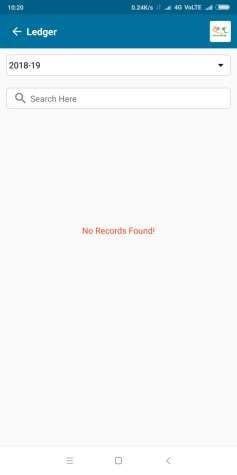 10:20 0.24K/s 4G VoLTE
Ledger
2018-19
Search Here
No Records Found!